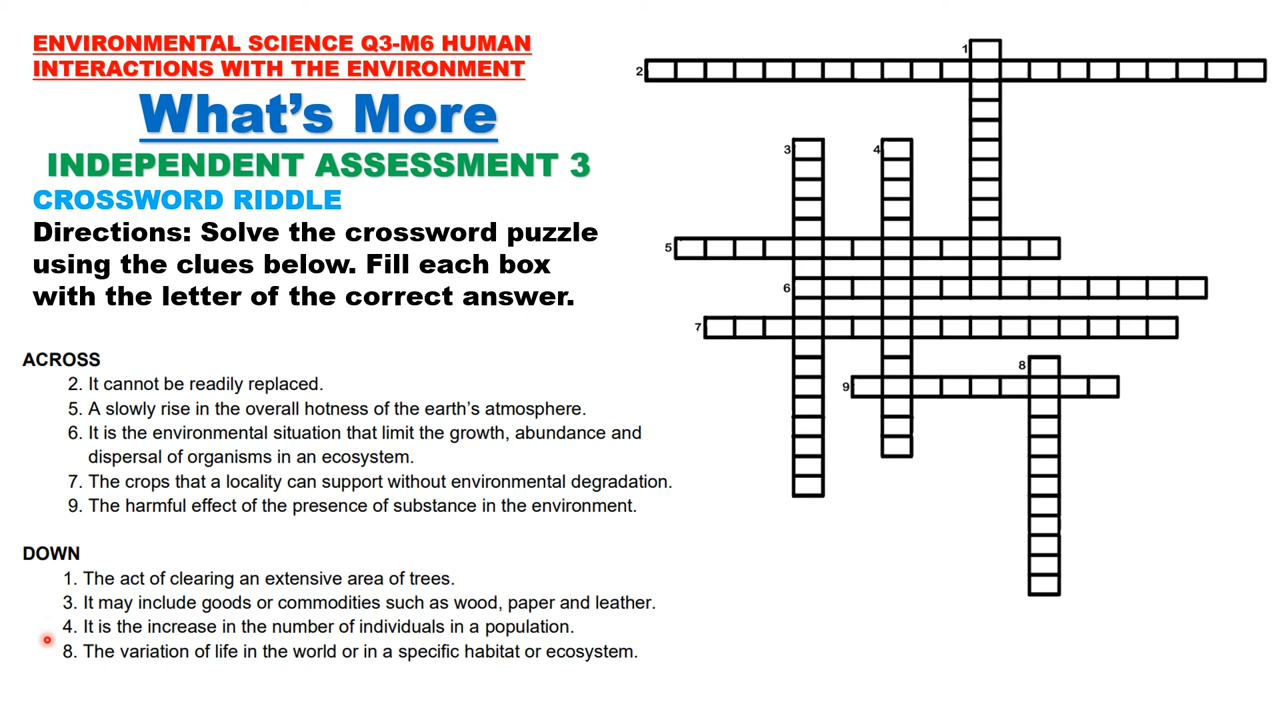 ENVIRONMENTAL SCIENCE Q3-M6 HUMAN
INTERACTIONS WITH THE ENVIRONMENT
What's More
INDEPENDENT ASSESSMENT 3
CROSSWORD RIDDLE
Directions: Solve the crossword puzzle
using the clues below. Fill each box
with the letter of the correct answer.
ACROSS
2. It cannot be readily replaced.
5. A slowly rise in the overall hotness of the earth's atmosphere.
6. It is the environmental situation that limit the growth, abundance and
dispersal of organisms in an ecosystem.
7. The crops that a locality can support without environmental degradation.
9. The harmful effect of the presence of substance in the environment.
DOWN
1. The act of clearing an extensive area of trees.
3. It may include goods or commodities such as wood, paper and leather.
4. It is the increase in the number of individuals in a population.
8. The variation of life in the world or in a specific habitat or ecosystem.
1
2
3
4
5
6
7
8
9